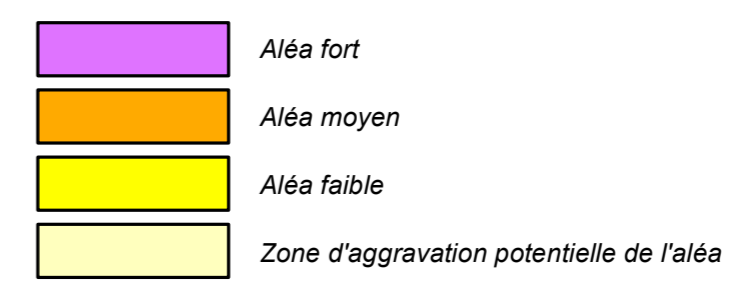 Aléa fort
Aléa moyen
Aléa faible
Zone d'aggravation potentielle de l'aléa